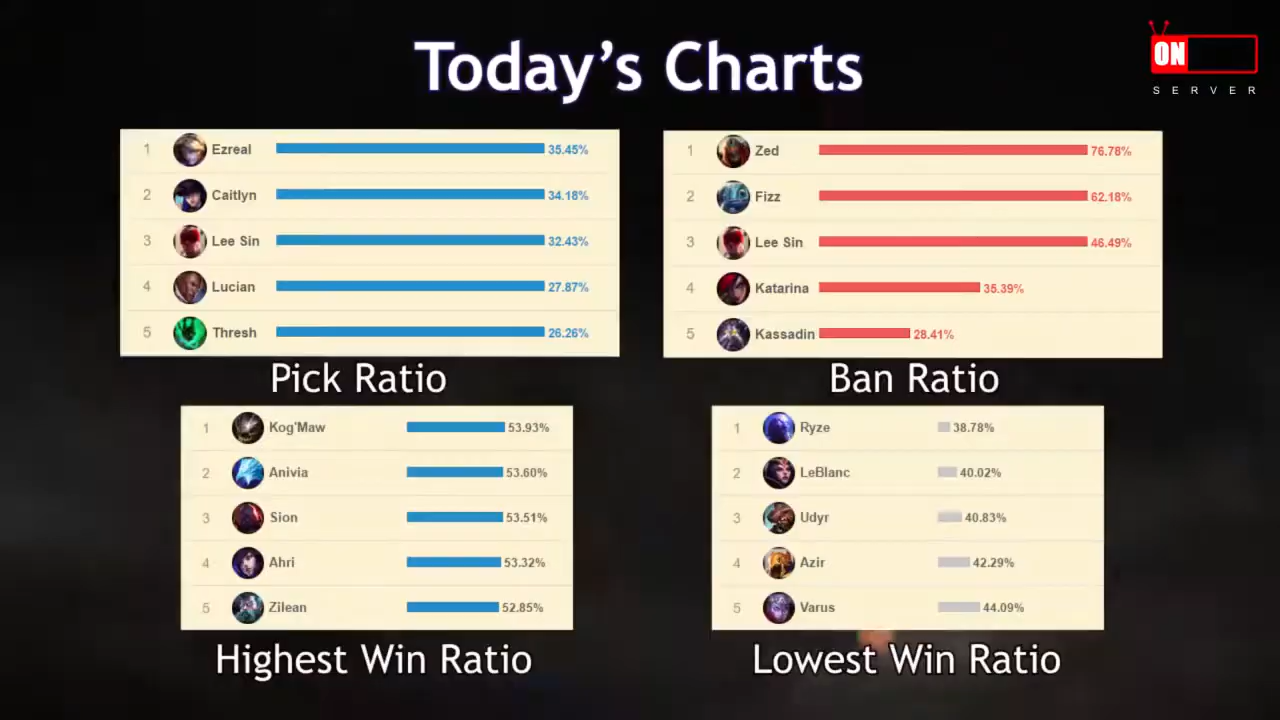 Today's Charts
ON
SERVER
1 Ezreal 35.45%
2 Caitlyn 34.18%
3 Lee Sin 32.43%
4 Lucian 27.87%
5 Thresh 26.26%
Pick Ratio
1 Zed 76.78%
2 Fizz 62.18%
3 Lee Sin 46.49%
4 Katarina 35.39%
5 Kassadin 28.41%
Ban Ratio
1 Kog'Maw 53.93%
2 Anivia 53.60%
3 Sion 53.51%
4 Ahri 53.32%
5 Zilean 52.85%
Highest Win Ratio
1 Ryze 38.78%
2 LeBlanc 40.02%
3 Udyr 40.83%
4 Azir 42.29%
5 Varus 44.09%
Lowest Win Ratio